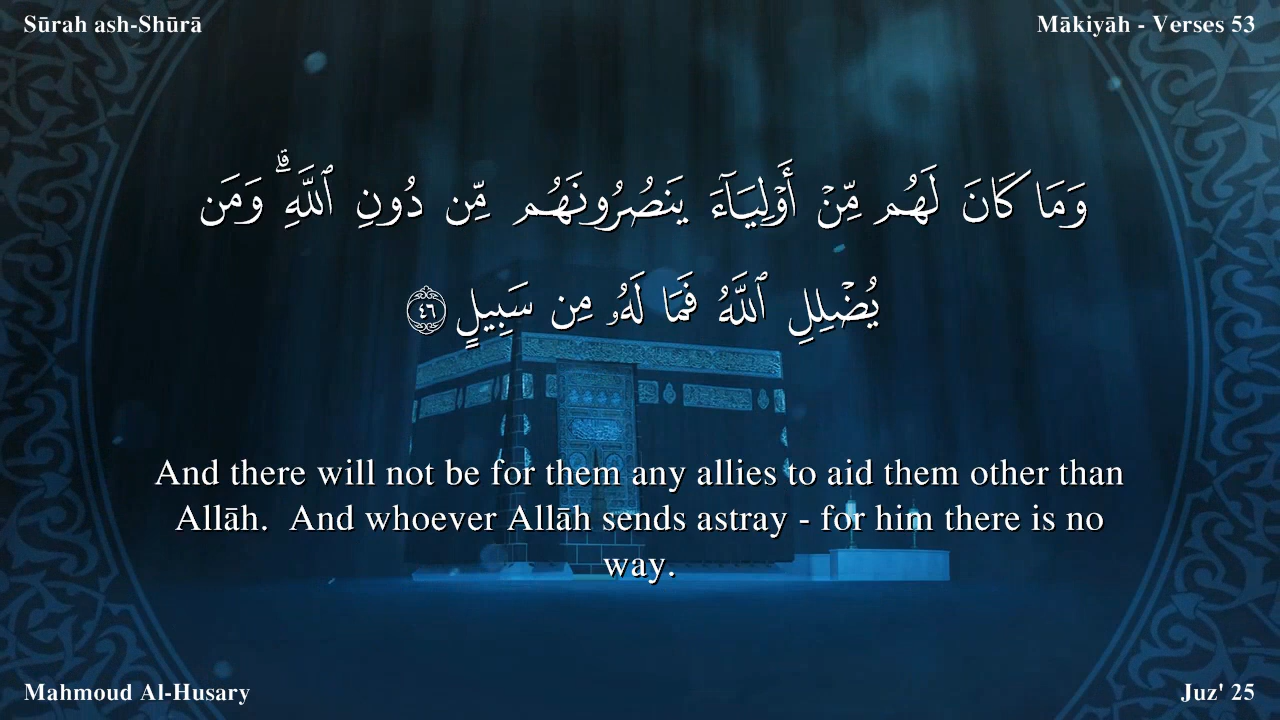 Sūrah ash-Shūrā
Mākiyāh - Verses 53
وَمَا كَانَ لَهُم مِّنْ أَوْلِيَآءَ يَنصُرُونَهُم مِّن دُونِ ٱللَّهِ ۗ وَمَن
يُضْلِلِ ٱللَّهُ فَمَا لَهُۥ مِن سَبِيلٍ ٤٦
And there will not be for them any allies to aid them other than
Allāh.  And whoever Allāh sends astray - for him there is no
way.
Mahmoud Al-Husary
Juz' 25